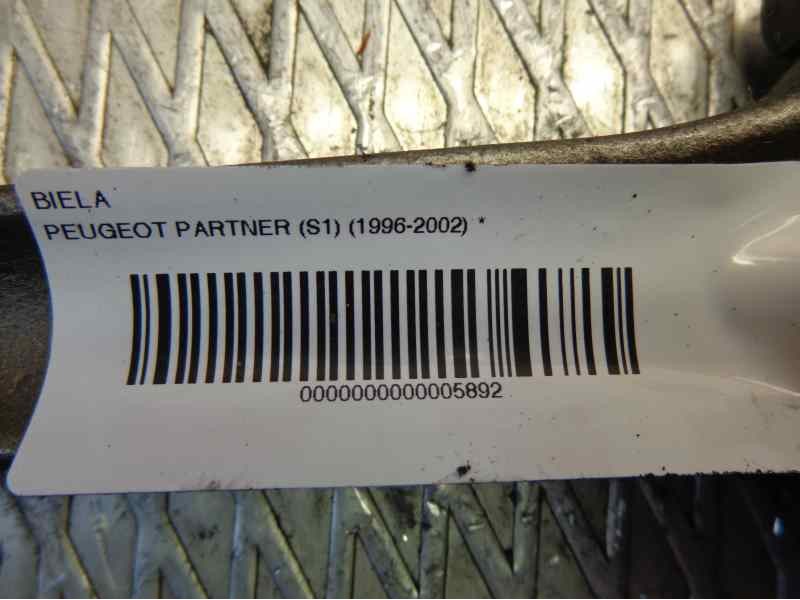 BIELA
PEUGEOT PARTNER (S1) (1996-2002) *
0000000000005892